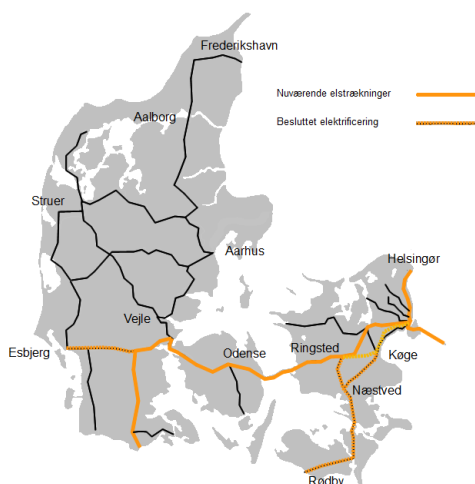 Frederikshavn
Nuværende elstrækninger
Aalborg
Besluttet elektrificering
Struer
Aarhus
Helsingør
Vejle
Esbjerg
Odense
Ringsted
Køge
Næstved
Rødby